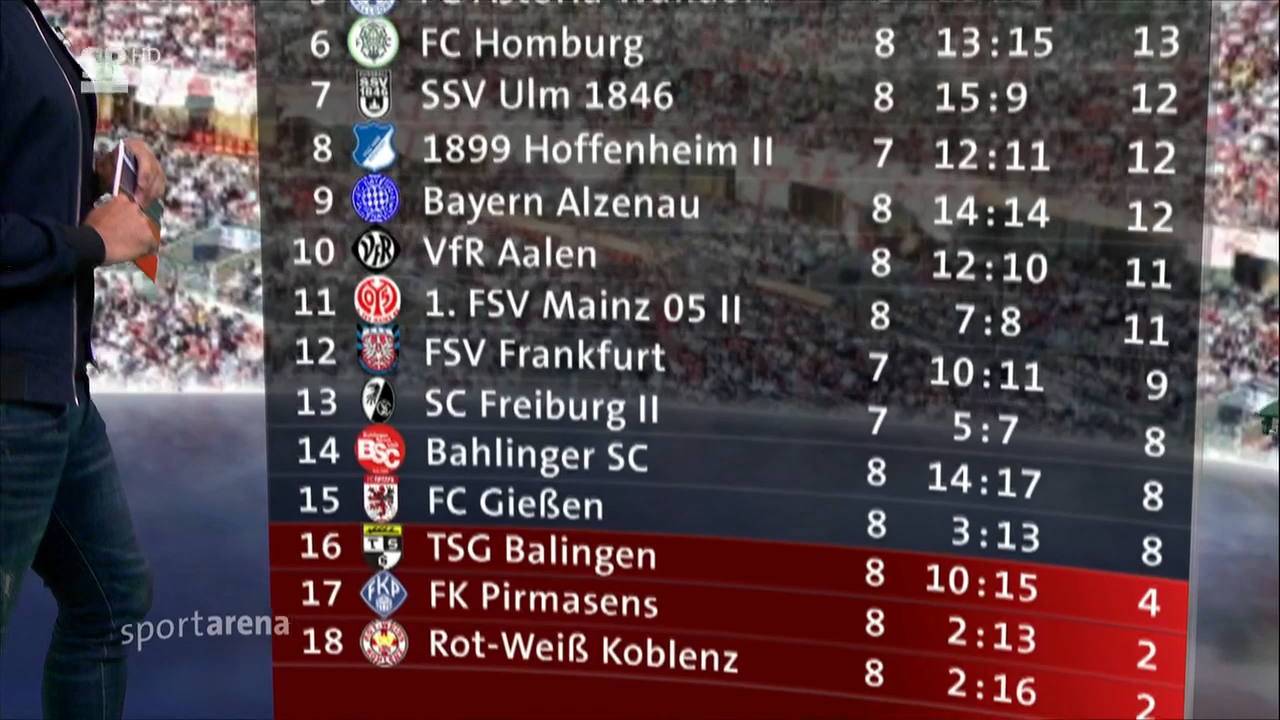 SR HD
6 FC Homburg 8 13:15 13
7 SSV Ulm 1846 8 15:9 12
8 1899 Hoffenheim II 7 12:11 12
9 Bayern Alzenau 8 14:14 12
10 VfR Aalen 8 12:10 11
11 1. FSV Mainz 05 II 8 7:8 11
12 FSV Frankfurt 7 10:11 9
13 SC Freiburg II 7 5:7 8
14 BSC Bahlinger SC 8 14:17 8
15 FC Gießen 8 3:13 8
16 TSG TSG Balingen 8 10:15 4
17 FKP FK Pirmasens 8 2:13 2
18 Rot-Weiß Koblenz 8 2:16 2
sportarena